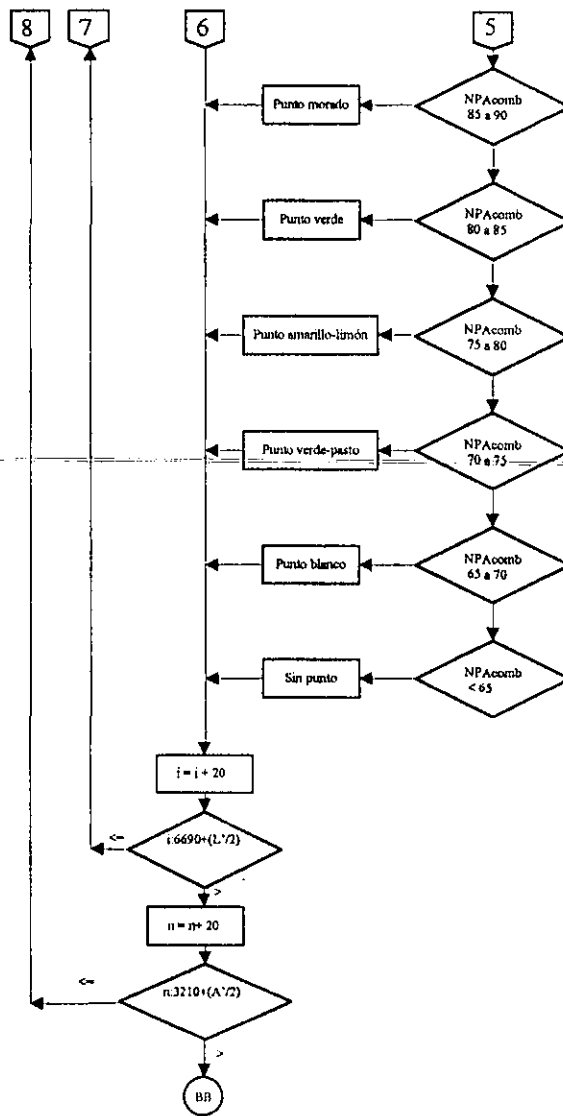 8 7 6 5
Punto morado
NPAcomb
85 a 90
Punto verde
NPAcomb
80 a 85
Punto amarillo-limón
NPAcomb
75 a 80
Punto verde-pasto
NPAcomb
70 a 75
Punto blanco
NPAcomb
65 a 70
Sin punto
NPAcomb
< 65
i = i + 20
<=
i:6690+(L'/2)
>
n = n+ 20
<=
n:3210+(A'/2)
>
BB